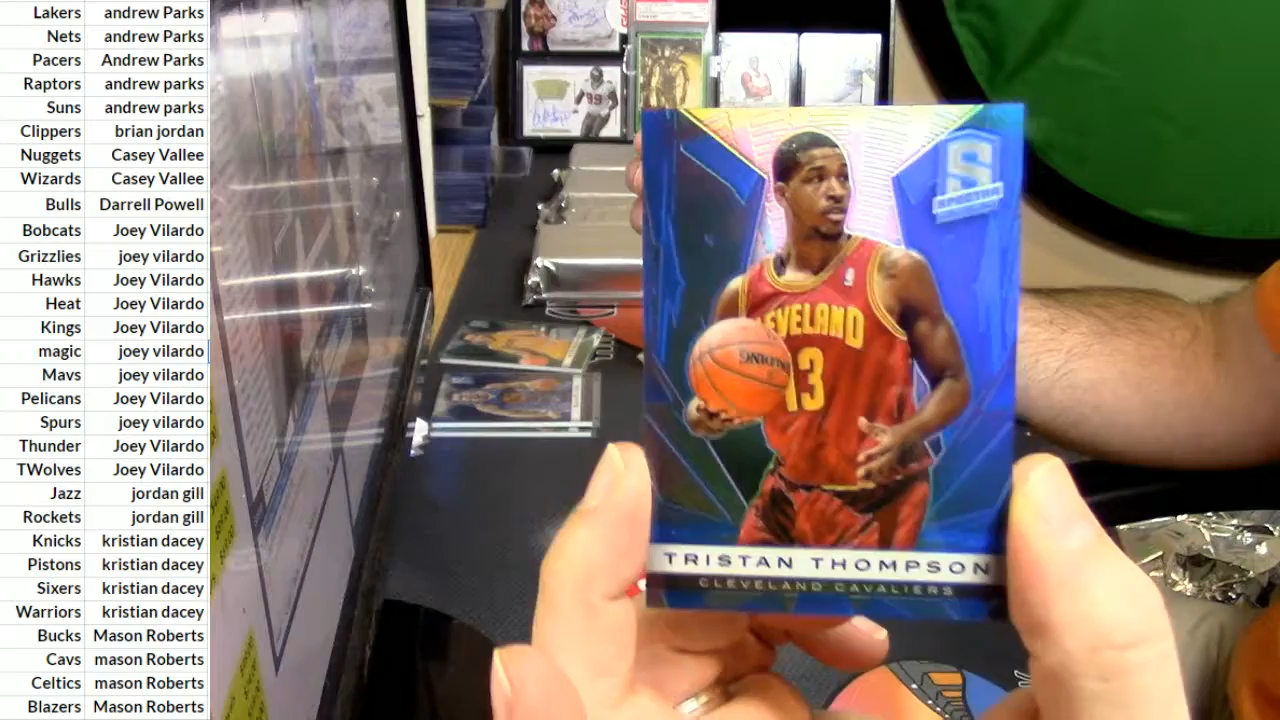 Lakers andrew Parks
Nets andrew Parks
Pacers Andrew Parks
Raptors andrew Parks
Suns andrew parks
Clippers brian jordan
Nuggets Casey Vallee
Wizards Casey Vallee
Bulls Darrell Powell
Bobcats Joey Vilardo
Grizzlies joey vilardo
Hawks Joey Vilardo
Heat Joey Vilardo
Kings Joey Vilardo
magic joey vilardo
Mavs joey vilardo
Pelicans Joey Vilardo
Spurs joey vilardo
Thunder Joey Vilardo
TWolves Joey Vilardo
Jazz jordan gill
Rockets jordan gill
Knicks kristian dacey
Pistons kristian dacey
Sixers kristian dacey
Warriors kristian dacey
Bucks Mason Roberts
Cavs mason Roberts
Celtics mason Roberts
Blazers Mason Roberts
S
CLEVELAND
13
SPALDING
TRISTAN THOMPSON
CLEVELAND CAVALIERS
99